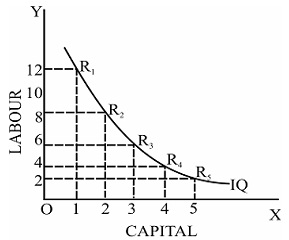 Y
12
10
8
6
4
2
LABOUR
R₁
R₂
R₃
R₄
R₅
IQ
O 1 2 3 4 5 X
CAPITAL